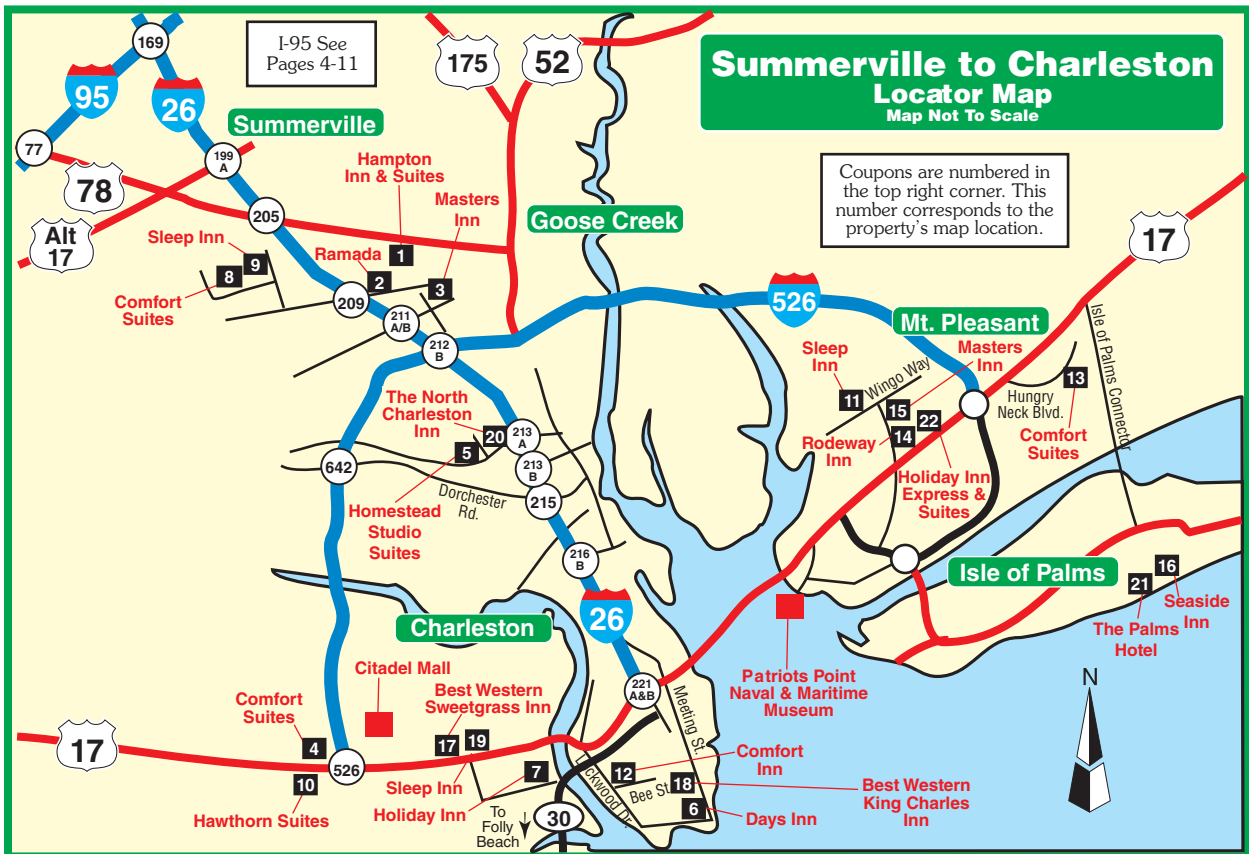 Summerville to Charleston
Locator Map
Map Not To Scale
I-95 See
Pages 4-11
Coupons are numbered in
the top right corner. This
number corresponds to the
property's map location.
169
95
26
175
52
77
78
Alt
17
Summerville
199
A
205
Hampton
Inn & Suites
1
Masters
Inn
3
Goose Creek
17
Sleep Inn
9
8
Comfort
Suites
Ramada
2
209
211
A/B
212
B
526
Mt. Pleasant
Sleep
Inn
11
Wingo Way
Masters
Inn
15
Rodeway
Inn
14
22
Holiday Inn
Express &
Suites
Hungry
Neck Blvd.
13
Comfort
Suites
Isle of Palms Connector
The North
Charleston
Inn
20
5
213
A
213
B
215
642
Dorchester
Rd.
Homestead
Studio
Suites
216
B
26
Isle of Palms
21
16
Seaside
Inn
The Palms
Hotel
Charleston
Citadel Mall
Patriots Point
Naval & Maritime
Museum
221
A&B
Meeting St.
N
Comfort
Suites
4
17
526
10
Hawthorn Suites
Best Western
Sweetgrass Inn
17
19
Sleep Inn
Holiday Inn
7
Lockwood Dr.
12
Comfort
Inn
Bee St.
18
Best Western
King Charles
Inn
6
Days Inn
To
Folly
Beach
30